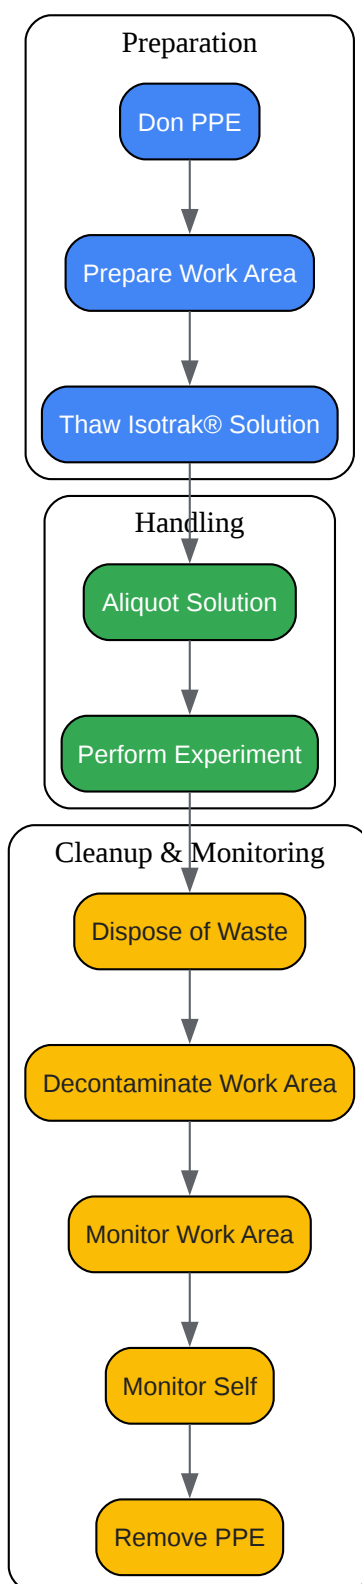 Preparation
Don PPE
Prepare Work Area
Thaw Isotrak® Solution
Handling
Aliquot Solution
Perform Experiment
Cleanup & Monitoring
Dispose of Waste
Decontaminate Work Area
Monitor Work Area
Monitor Self
Remove PPE